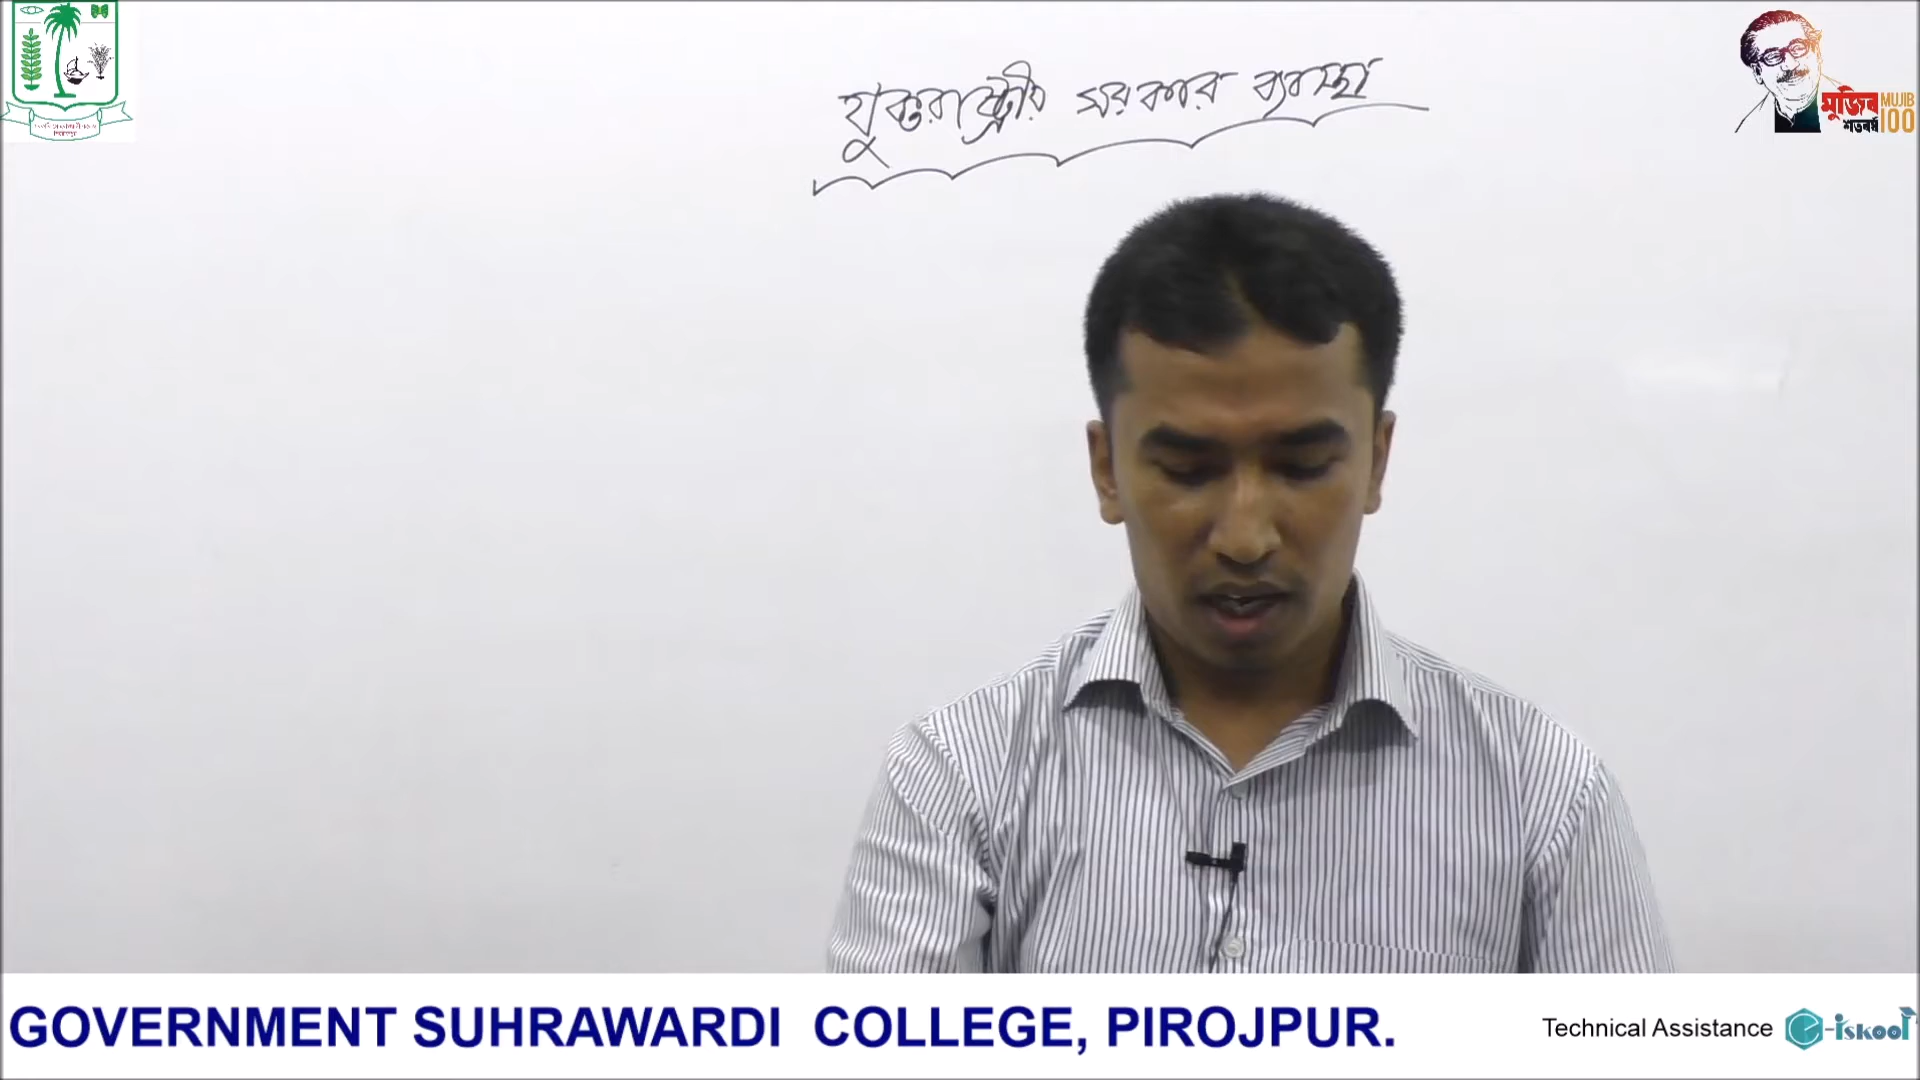 যুক্তরাষ্ট্রীয় সরকার ব্যবস্থা
মুজিব
শতবর্ষ
MUJIB
100
GOVERNMENT SUHRAWARDI COLLEGE, PIROJPUR.
Technical Assistance e-iskool